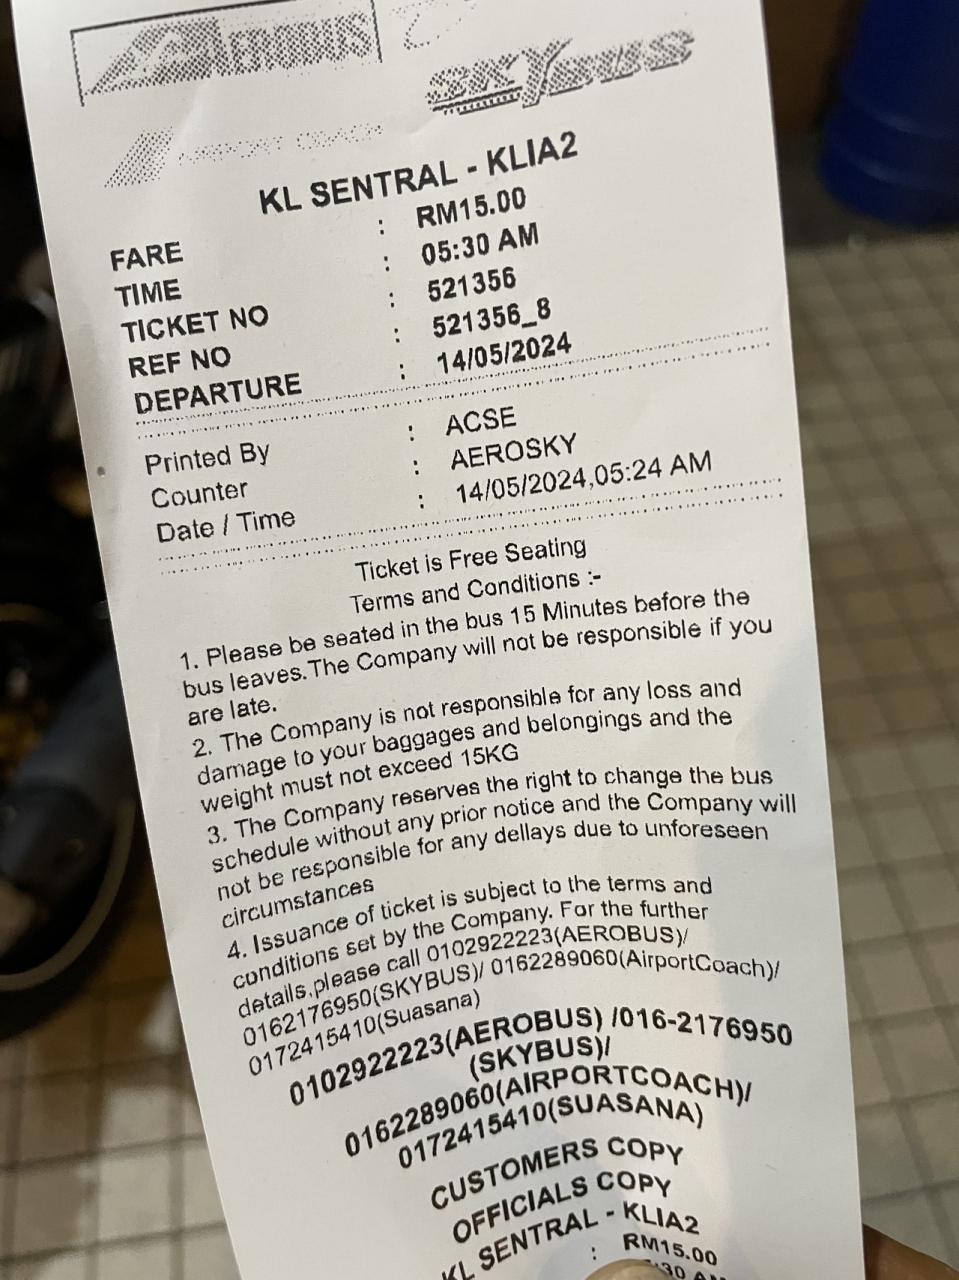 AEROBUS
SKYBUS
AIRPORT COACH
KL SENTRAL - KLIA2
FARE : RM15.00
TIME : 05:30 AM
TICKET NO : 521356
REF NO : 521356_8
DEPARTURE : 14/05/2024
Printed By : ACSE
Counter : AEROSKY
Date / Time : 14/05/2024,05:24 AM
Ticket is Free Seating
Terms and Conditions :-
1. Please be seated in the bus 15 Minutes before the
bus leaves.The Company will not be responsible if you
are late.
2. The Company is not responsible for any loss and
damage to your baggages and belongings and the
weight must not exceed 15KG
3. The Company reserves the right to change the bus
schedule without any prior notice and the Company will
not be responsible for any dellays due to unforeseen
circumstances
4. Issuance of ticket is subject to the terms and
conditions set by the Company. For the further
details,please call 0102922223(AEROBUS)/
0162176950(SKYBUS)/ 0162289060(AirportCoach)/
0172415410(Suasana)
0102922223(AEROBUS) /016-2176950
(SKYBUS)/
0162289060(AIRPORTCOACH)/
0172415410(SUASANA)
CUSTOMERS COPY
OFFICIALS COPY
KL SENTRAL - KLIA2
: RM15.00